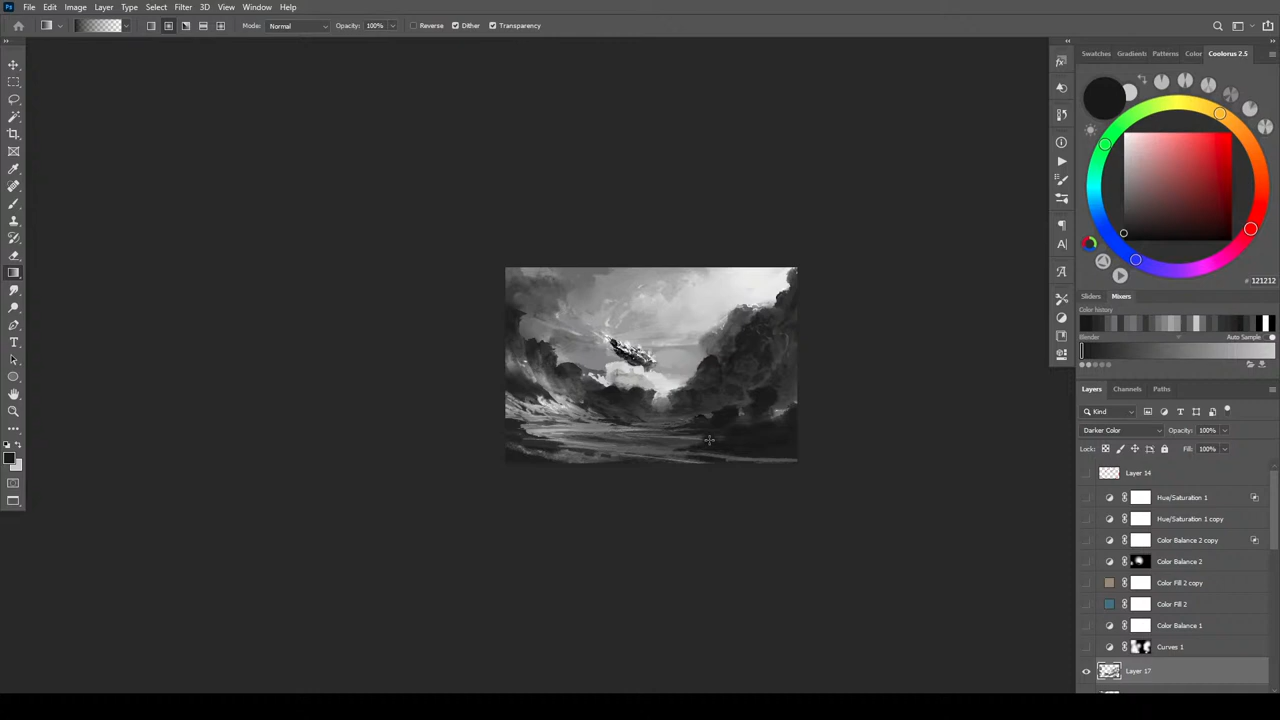 Ps File Edit Image Layer Type Select Filter 3D View Window Help
Mode: Normal Opacity: 100% Reverse Dither Transparency
Swatches Gradients Patterns Color Coolorus 2.5
# 121212
Sliders Mixers
Color history
Blender Auto Sample
Layers Channels Paths
Kind
Darker Color Opacity: 100%
Lock: Fill: 100%
Layer 14
Hue/Saturation 1
Hue/Saturation 1 copy
Color Balance 2 copy
Color Balance 2
Color Fill 2 copy
Color Fill 2
Color Balance 1
Curves 1
Layer 17